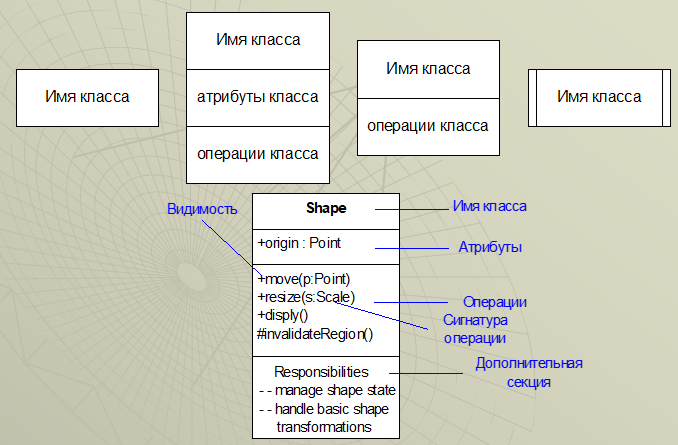 Имя класса
Имя класса
атрибуты класса
операции класса
Имя класса
операции класса
Имя класса
Видимость
Shape
Имя класса
+origin : Point
Атрибуты
+move(p:Point)
+resize(s:Scale)
+disply()
#invalidateRegion()
Операции
Сигнатура
операции
Responsibilities
-- manage shape state
-- handle basic shape
transformations
Дополнительная
секция